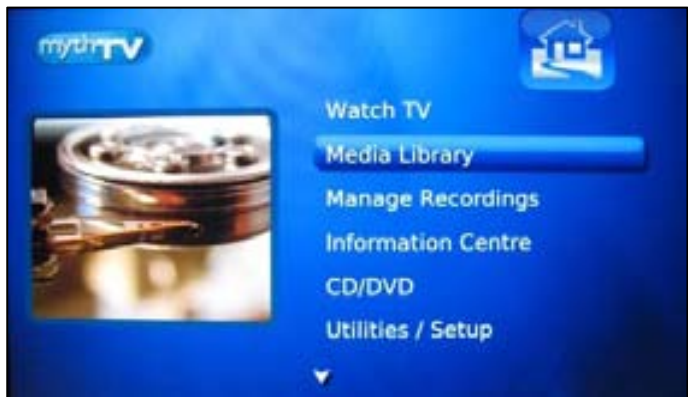 mythTV
Watch TV
Media Library
Manage Recordings
Information Centre
CD/DVD
Utilities / Setup